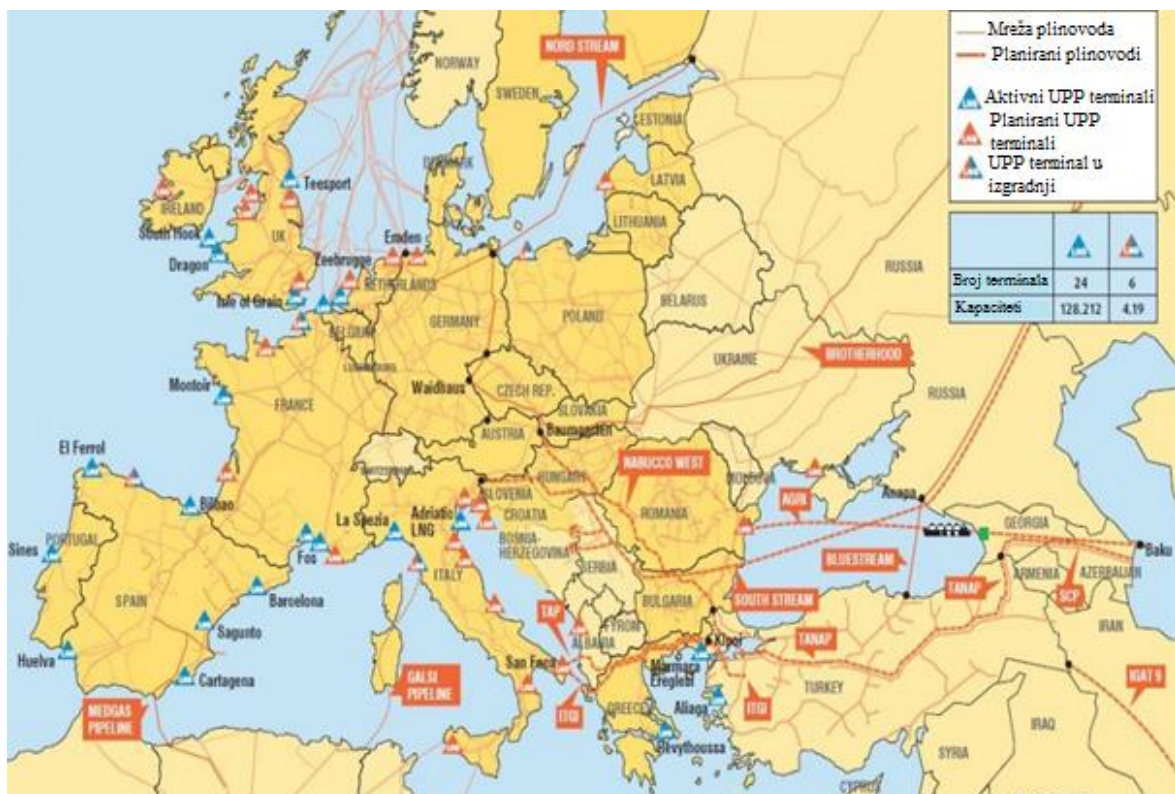 Mreža plinovoda
Planirani plinovodi
Aktivni UPP terminali
Planirani UPP
terminali
UPP terminal u
izgradnji
Broj terminala 24 6
Kapaciteti 128.212 4.19
NORWAY
NORD STREAM
SWEDEN
ESTONIA
DENMARK
Teesport
LATVIA
IRELAND
LITHUANIA
South Hook
UK
Emden
Dragon
Zeebrugge
RUSSIA
Isle of Grain
NETHERLANDS
BELARUS
BELGIUM
GERMANY
POLAND
UKRAINE
BROTHERHOOD
LUXEMBOURG
Waidhaus
CZECH REP.
RUSSIA
Montoir
FRANCE
SLOVAKIA
AUSTRIA
Baumgarten
El Ferrol
SWITZERLAND
HUNGARY
NABUCCO WEST
MOLDOVA
SLOVENIA
Bilbao
La Spezia
Adriatic
LNG
CROATIA
ROMANIA
AGRI
Anapa
PORTUGAL
BOSNIA-
HERZEGOVINA
GEORGIA
Sines
Fos
SERBIA
BLUESTREAM
Baku
ITALY
ARMENIA
AZERBAIJAN
SPAIN
Barcelona
BULGARIA
SOUTH STREAM
TANAP
SCP
TAP
FYROM
Sagunto
ALBANIA
Kipoi
TANAP
IRAN
Huelva
San Foca
Marmara
Ereglebi
Cartagena
GALSI
PIPELINE
TURKEY
IGAT 9
MEDGAS
PIPELINE
ITGI
GREECE
Aliaga
ITGI
Revythoussa
IRAQ
SYRIA
CYPRUS